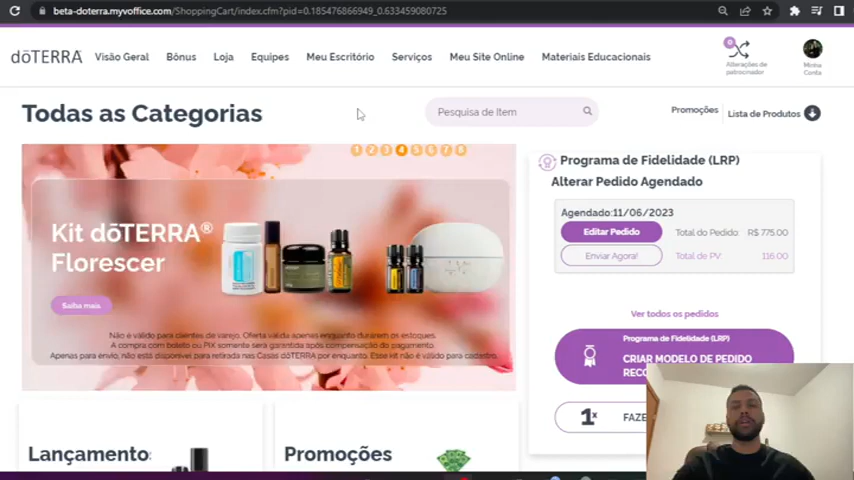 beta-doterra.myvoffice.com/ShoppingCart/index.cfm?pid=0.185476866949_0.633459080725
dōTERRA
Visão Geral
Bônus
Loja
Equipes
Meu Escritório
Serviços
Meu Site Online
Materiais Educacionais
0
Alterações de
patrocinador
Minha
Conta
Todas as Categorias
Pesquisa de Item
Promoções
Lista de Produtos
1 2 3 4 5 6 7 8
Kit dōTERRA®
Florescer
Saiba mais
Não é válido para clientes de varejo. Oferta válida apenas enquanto durarem os estoques.
A compra com boleto ou PIX somente será garantida após compensação do pagamento.
Apenas para envio, não está disponível para retirada nas Casas dōTERRA por enquanto. Esse kit não é válido para cadastro.
Programa de Fidelidade (LRP)
Alterar Pedido Agendado
Agendado:11/06/2023
Editar Pedido
Total do Pedido:
R$ 775.00
Enviar Agora!
Total de PV:
116.00
Ver todos os pedidos
Programa de Fidelidade (LRP)
CRIAR MODELO DE PEDIDO
RECO
1x
FAZE
Lançamento
Promoções